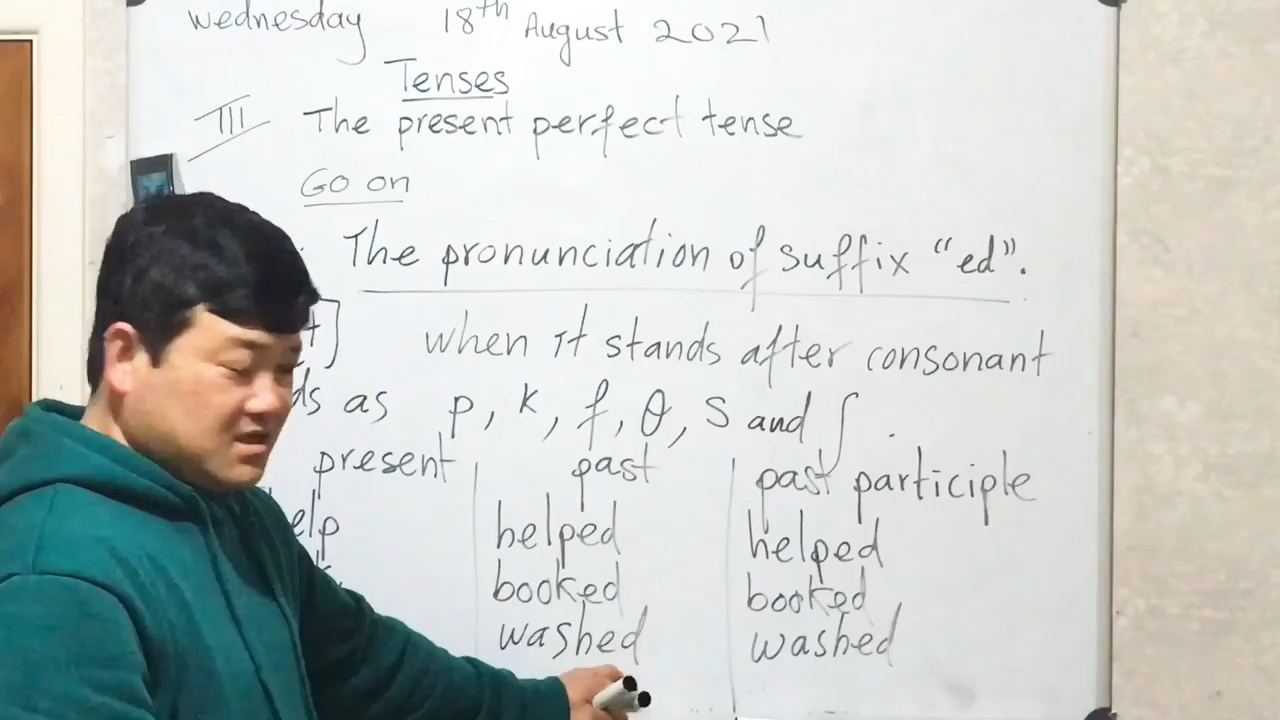 Wednesday 18th August 2021
Tenses
III The present perfect tense
Go on
The pronunciation of suffix "ed".
t] when it stands after consonant
ds as p, k, f, θ, s and ʃ.
present past past participle
elp helped helped
booked booked
washed washed